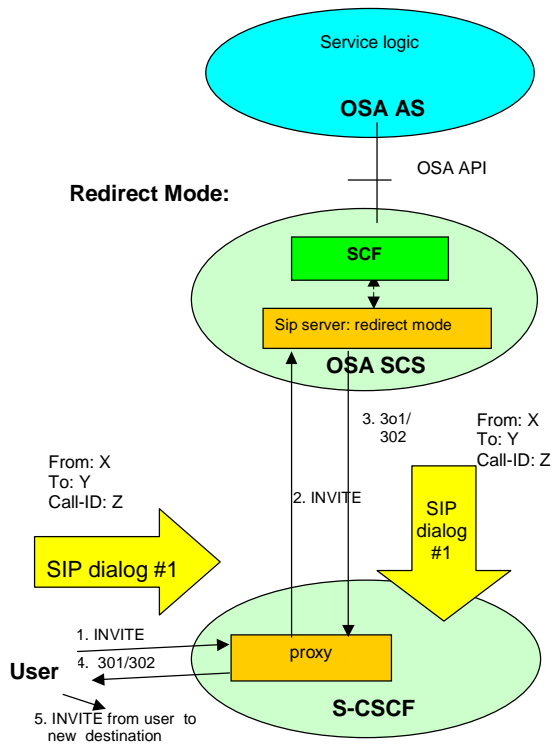 Service logic
OSA AS
OSA API
Redirect Mode:
SCF
Sip server: redirect mode
OSA SCS
3. 3o1/
302
From: X
To: Y
Call-ID: Z
From: X
To: Y
Call-ID: Z
2. INVITE
SIP
dialog
#1
SIP dialog #1
1. INVITE
4. 301/302
proxy
User
S-CSCF
5. INVITE from user to
new destination